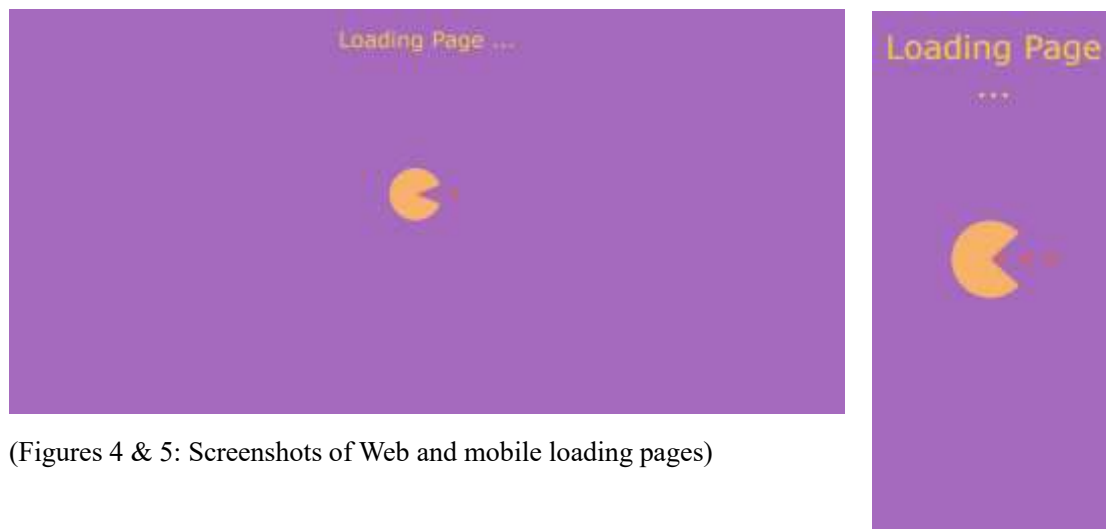 Loading Page ...
Loading Page
...
(Figures 4 & 5: Screenshots of Web and mobile loading pages)